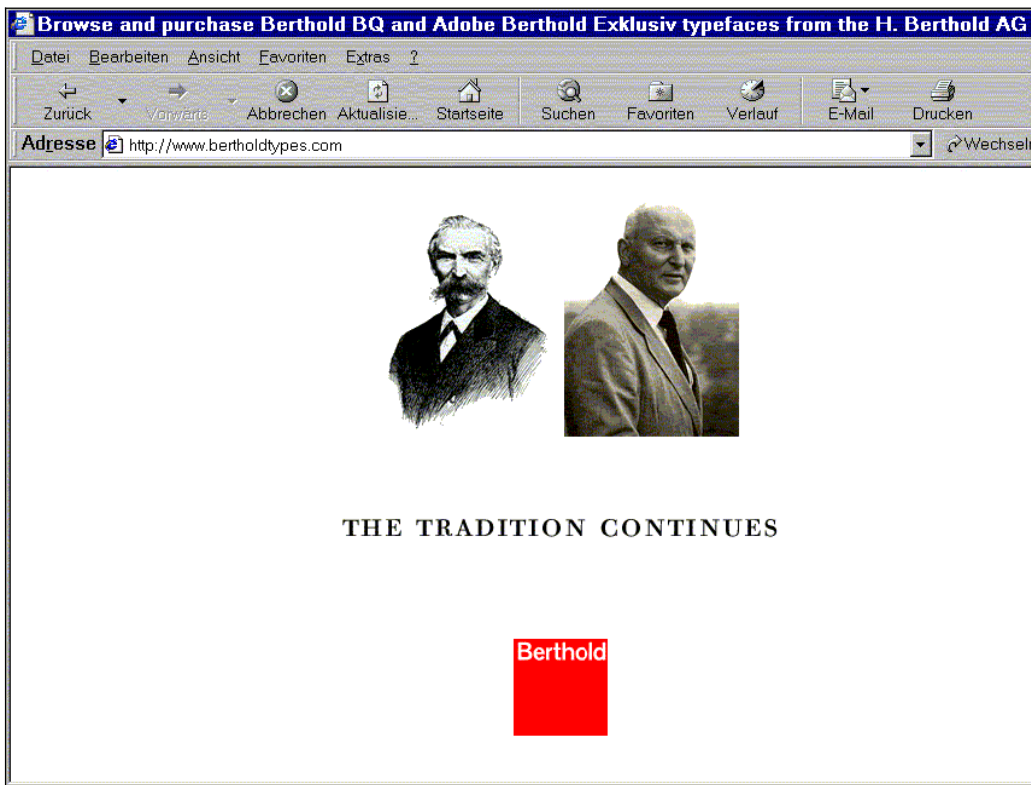 Browse and purchase Berthold BQ and Adobe Berthold Exklusiv typefaces from the H. Berthold AG
Datei Bearbeiten Ansicht Favoriten Extras ?
Zurück Vorwärts Abbrechen Aktualisie... Startseite Suchen Favoriten Verlauf E-Mail Drucken
Adresse http://www.bertholdtypes.com Wechseln
THE TRADITION CONTINUES
Berthold